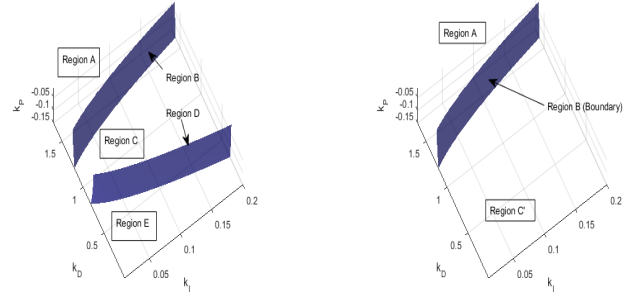 Region A
Region B
Region D
Region C
Region E
-0.05
-0.1
-0.15
k_P
1.5
1
0.5
k_D
0.05
0.1
0.15
0.2
k_I
Region A
Region B (Boundary)
Region C'
-0.05
-0.1
-0.15
k_P
1.5
1
0.5
k_D
0.05
0.1
0.15
0.2
k_I